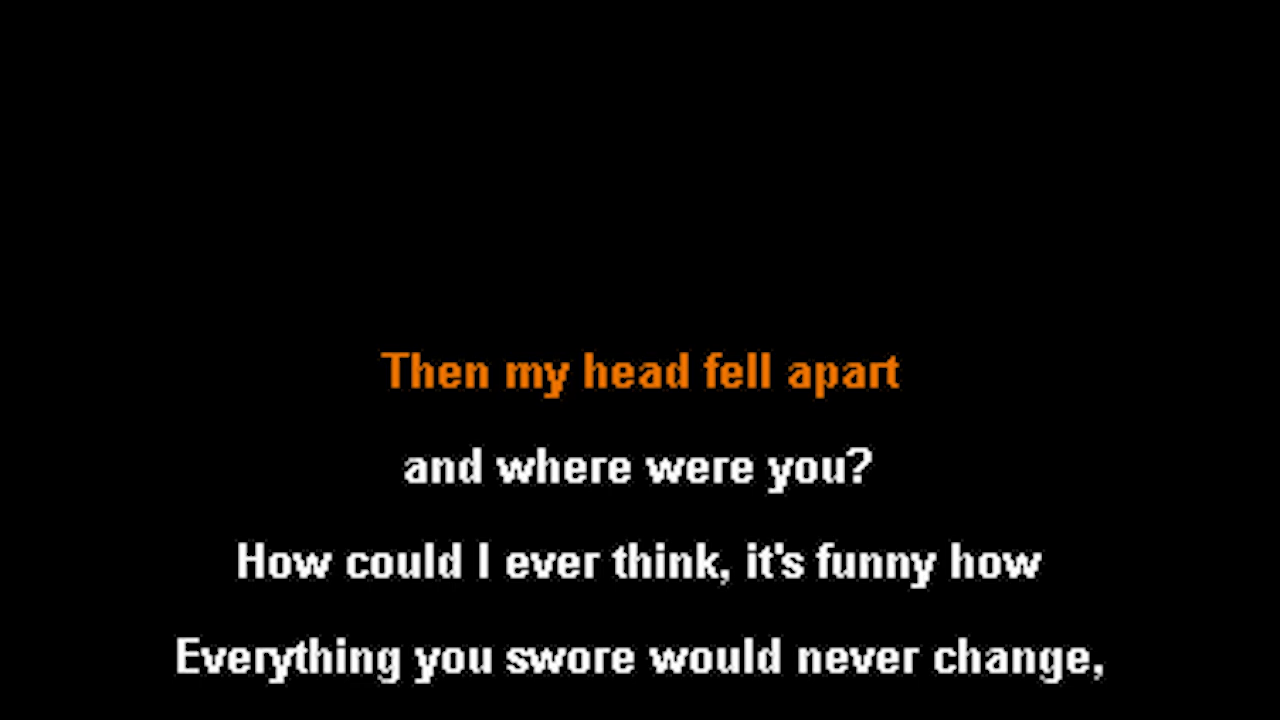 Then my head fell apart
and where were you?
How could I ever think, it's funny how
Everything you swore would never change,